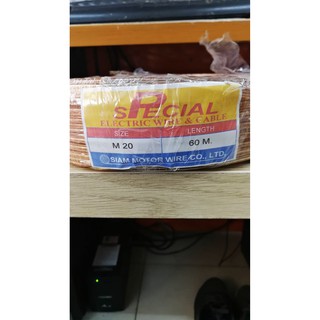 SPECIAL
ELECTRIC WIRE & CABLE
SIZE LENGTH
M 20 60 M.
SIAM MOTOR WIRE CO., LTD.